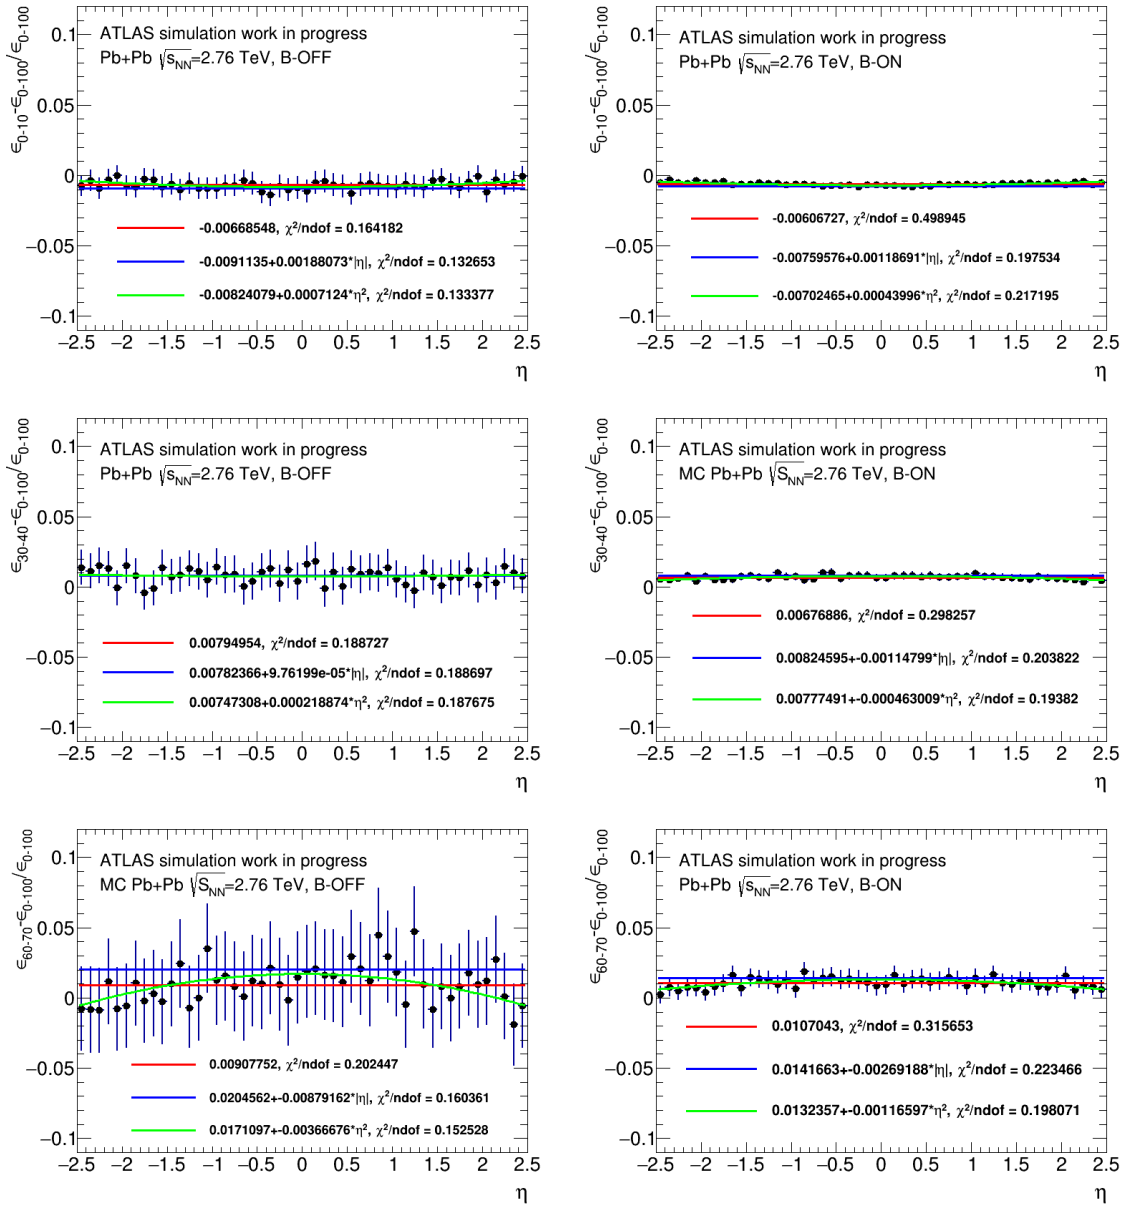 ε0-10-ε0-100/ε0-100
ATLAS simulation work in progress
Pb+Pb √sNN=2.76 TeV, B-OFF
0.1
0.05
0
−0.05
−0.1
-0.00668548, χ²/ndof = 0.164182
-0.0091135+0.00188073*|η|, χ²/ndof = 0.132653
-0.00824079+0.0007124*η², χ²/ndof = 0.133377
−2.5 −2 −1.5 −1 −0.5 0 0.5 1 1.5 2 2.5
η
ε0-10-ε0-100/ε0-100
ATLAS simulation work in progress
Pb+Pb √sNN=2.76 TeV, B-ON
0.1
0.05
0
−0.05
−0.1
-0.00606727, χ²/ndof = 0.498945
-0.00759576+0.00118691*|η|, χ²/ndof = 0.197534
-0.00702465+0.00043996*η², χ²/ndof = 0.217195
−2.5 −2 −1.5 −1 −0.5 0 0.5 1 1.5 2 2.5
η
ε30-40-ε0-100/ε0-100
ATLAS simulation work in progress
Pb+Pb √sNN=2.76 TeV, B-OFF
0.1
0.05
0
−0.05
−0.1
0.00794954, χ²/ndof = 0.188727
0.00782366+9.76199e-05*|η|, χ²/ndof = 0.188697
0.00747308+0.000218874*η², χ²/ndof = 0.187675
−2.5 −2 −1.5 −1 −0.5 0 0.5 1 1.5 2 2.5
η
ε30-40-ε0-100/ε0-100
ATLAS simulation work in progress
MC Pb+Pb √SNN=2.76 TeV, B-ON
0.1
0.05
0
−0.05
−0.1
0.00676886, χ²/ndof = 0.298257
0.00824595+-0.00114799*|η|, χ²/ndof = 0.203822
0.00777491+-0.000463009*η², χ²/ndof = 0.19382
−2.5 −2 −1.5 −1 −0.5 0 0.5 1 1.5 2 2.5
η
ε60-70-ε0-100/ε0-100
ATLAS simulation work in progress
MC Pb+Pb √SNN=2.76 TeV, B-OFF
0.1
0.05
0
−0.05
−0.1
0.00907752, χ²/ndof = 0.202447
0.0204562+-0.00879162*|η|, χ²/ndof = 0.160361
0.0171097+-0.00366676*η², χ²/ndof = 0.152528
−2.5 −2 −1.5 −1 −0.5 0 0.5 1 1.5 2 2.5
η
ε60-70-ε0-100/ε0-100
ATLAS simulation work in progress
Pb+Pb √sNN=2.76 TeV, B-ON
0.1
0.05
0
−0.05
−0.1
0.0107043, χ²/ndof = 0.315653
0.0141663+-0.00269188*|η|, χ²/ndof = 0.223466
0.0132357+-0.00116597*η², χ²/ndof = 0.198071
−2.5 −2 −1.5 −1 −0.5 0 0.5 1 1.5 2 2.5
η